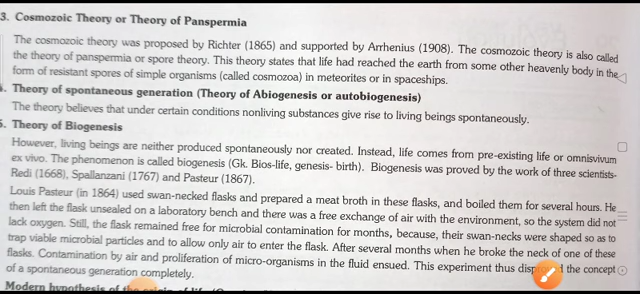 3. Cosmozoic Theory or Theory of Panspermia
The cosmozoic theory was proposed by Richter (1865) and supported by Arrhenius (1908). The cosmozoic theory is also called
the theory of panspermia or spore theory. This theory states that life had reached the earth from some other heavenly body in the
form of resistant spores of simple organisms (called cosmozoa) in meteorites or in spaceships.
. Theory of spontaneous generation (Theory of Abiogenesis or autobiogenesis)
The theory believes that under certain conditions nonliving substances give rise to living beings spontaneously.
5. Theory of Biogenesis
However, living beings are neither produced spontaneously nor created. Instead, life comes from pre-existing life or omnisvivum
ex vivo. The phenomenon is called biogenesis (Gk. Bios-life, genesis- birth). Biogenesis was proved by the work of three scientists-
Redi (1668), Spallanzani (1767) and Pasteur (1867).
Louis Pasteur (in 1864) used swan-necked flasks and prepared a meat broth in these flasks, and boiled them for several hours. He
then left the flask unsealed on a laboratory bench and there was a free exchange of air with the environment, so the system did not
lack oxygen. Still, the flask remained free for microbial contamination for months, because, their swan-necks were shaped so as to
trap viable microbial particles and to allow only air to enter the flask. After several months when he broke the neck of one of these
flasks. Contamination by air and proliferation of micro-organisms in the fluid ensued. This experiment thus the concept
of a spontaneous generation completely.
Modern hypothesis of